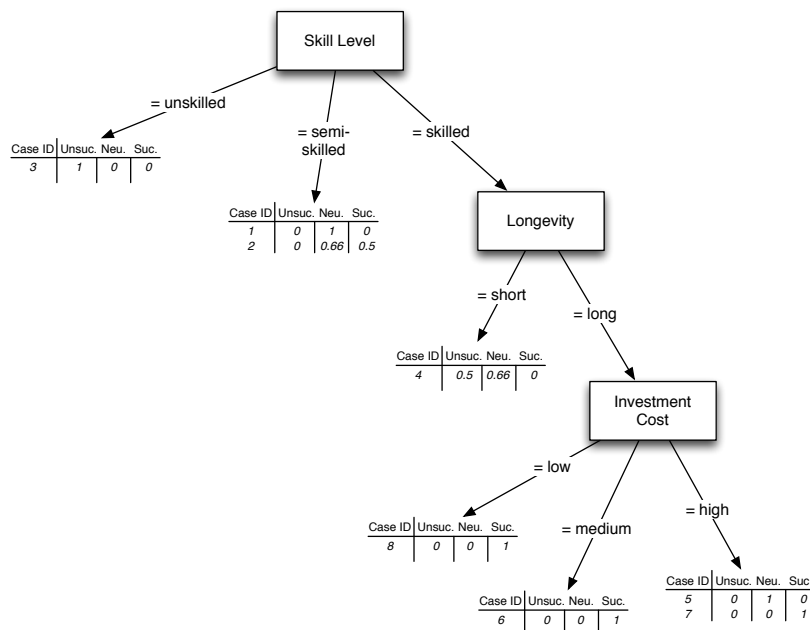 Skill Level
= unskilled
= semi-
skilled
= skilled
Case ID Unsuc. Neu. Suc.
3 1 0 0
Case ID Unsuc. Neu. Suc.
1 0 1 0
2 0 0.66 0.5
Longevity
= short
= long
Case ID Unsuc. Neu. Suc.
4 0.5 0.66 0
Investment
Cost
= low
= medium
= high
Case ID Unsuc. Neu. Suc.
8 0 0 1
Case ID Unsuc. Neu. Suc.
6 0 0 1
Case ID Unsuc. Neu. Suc
5 0 1 0
7 0 0 1